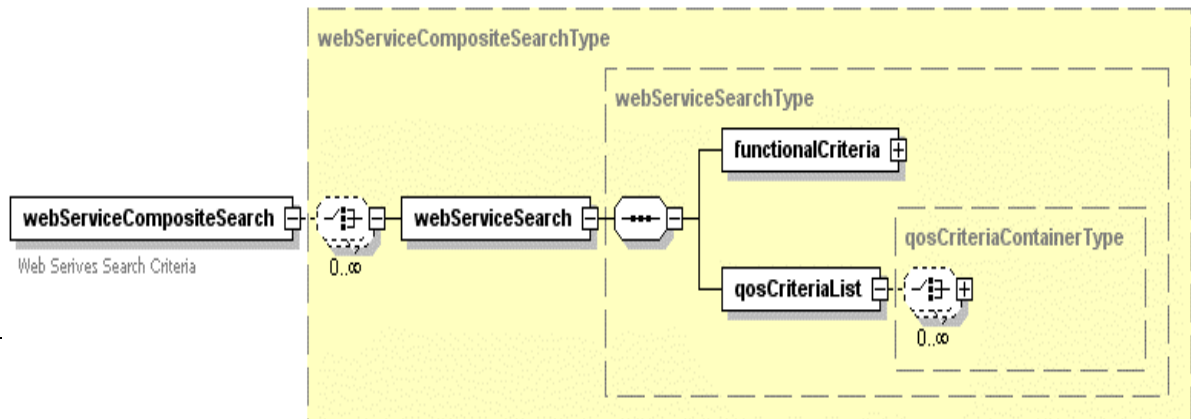 webServiceCompositeSearchType
webServiceSearchType
functionalCriteria
webServiceCompositeSearch
webServiceSearch
Web Serives Search Criteria
0..∞
qosCriteriaContainerType
qosCriteriaList
0..∞